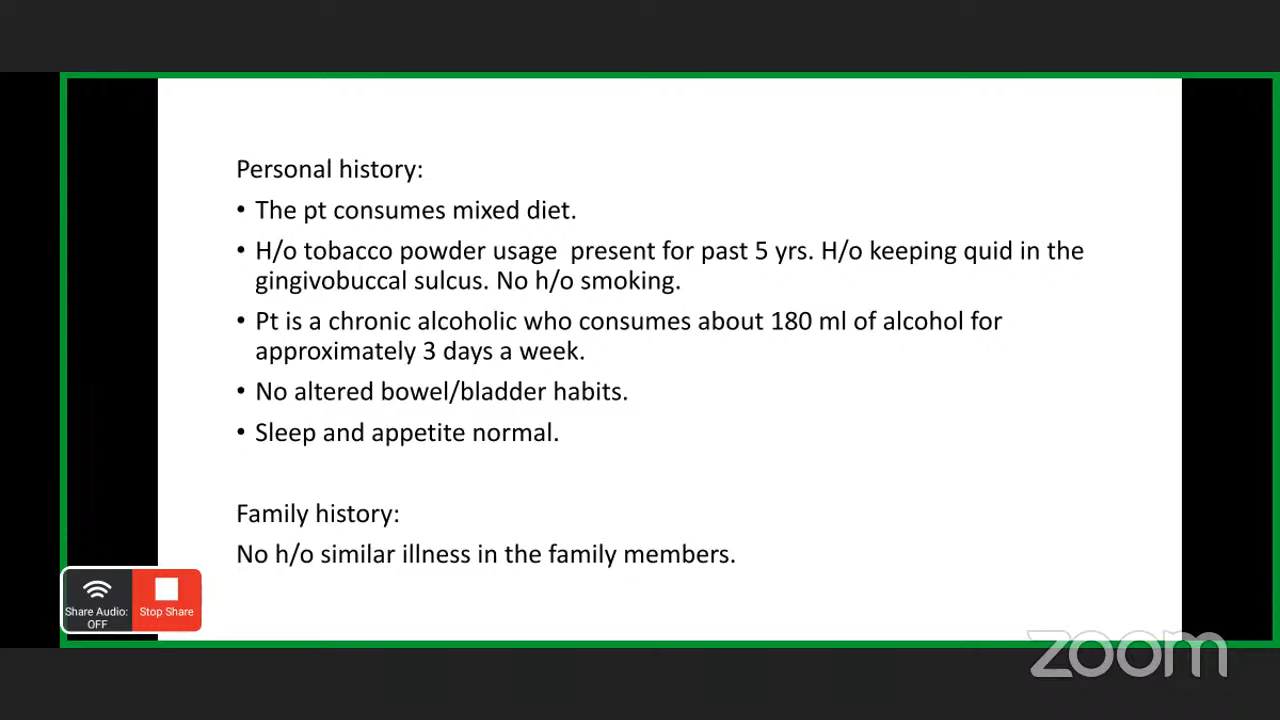 Personal history:
• The pt consumes mixed diet.
• H/o tobacco powder usage  present for past 5 yrs. H/o keeping quid in the
gingivobuccal sulcus. No h/o smoking.
• Pt is a chronic alcoholic who consumes about 180 ml of alcohol for
approximately 3 days a week.
• No altered bowel/bladder habits.
• Sleep and appetite normal.
Family history:
No h/o similar illness in the family members.
Share Audio:
OFF
Stop Share
zoom